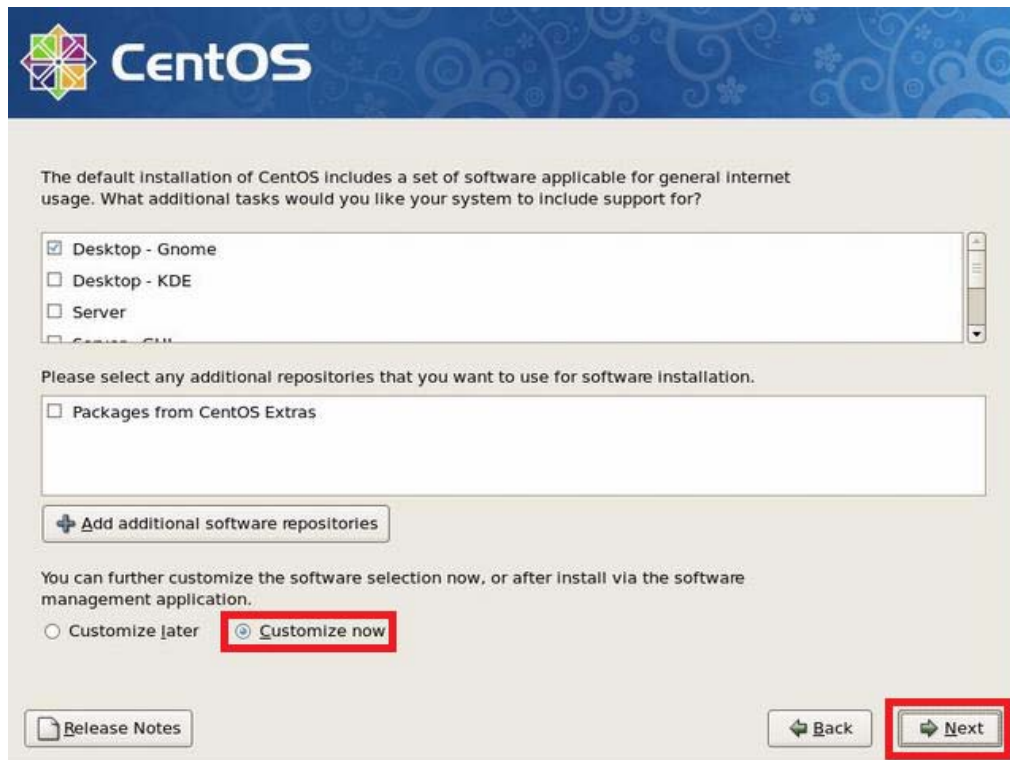 CentOS
The default installation of CentOS includes a set of software applicable for general internet
usage. What additional tasks would you like your system to include support for?
Desktop - Gnome
Desktop - KDE
Server
Please select any additional repositories that you want to use for software installation.
Packages from CentOS Extras
Add additional software repositories
You can further customize the software selection now, or after install via the software
management application.
Customize later Customize now
Release Notes Back Next